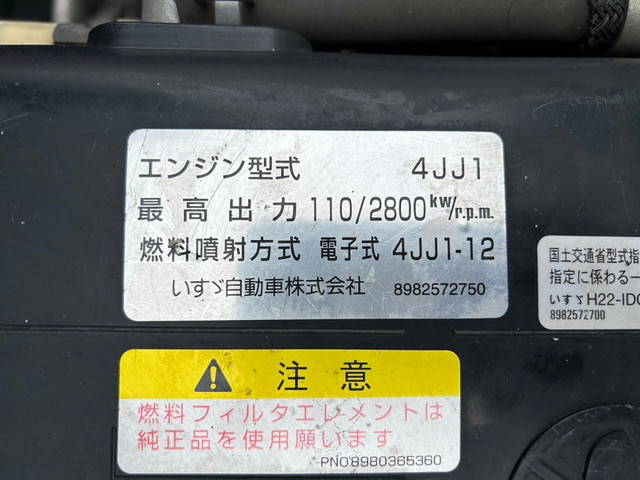 エンジン型式 4JJ1
最高出力 110/2800 kW/r.p.m.
燃料噴射方式 電子式 4JJ1-12
いすゞ自動車株式会社 8982572750
国土交通省型式指
指定に係わる一
いすゞ H22-IDC
8982572700
注意
燃料フィルタエレメントは
純正品を使用願います
PNO8980365360